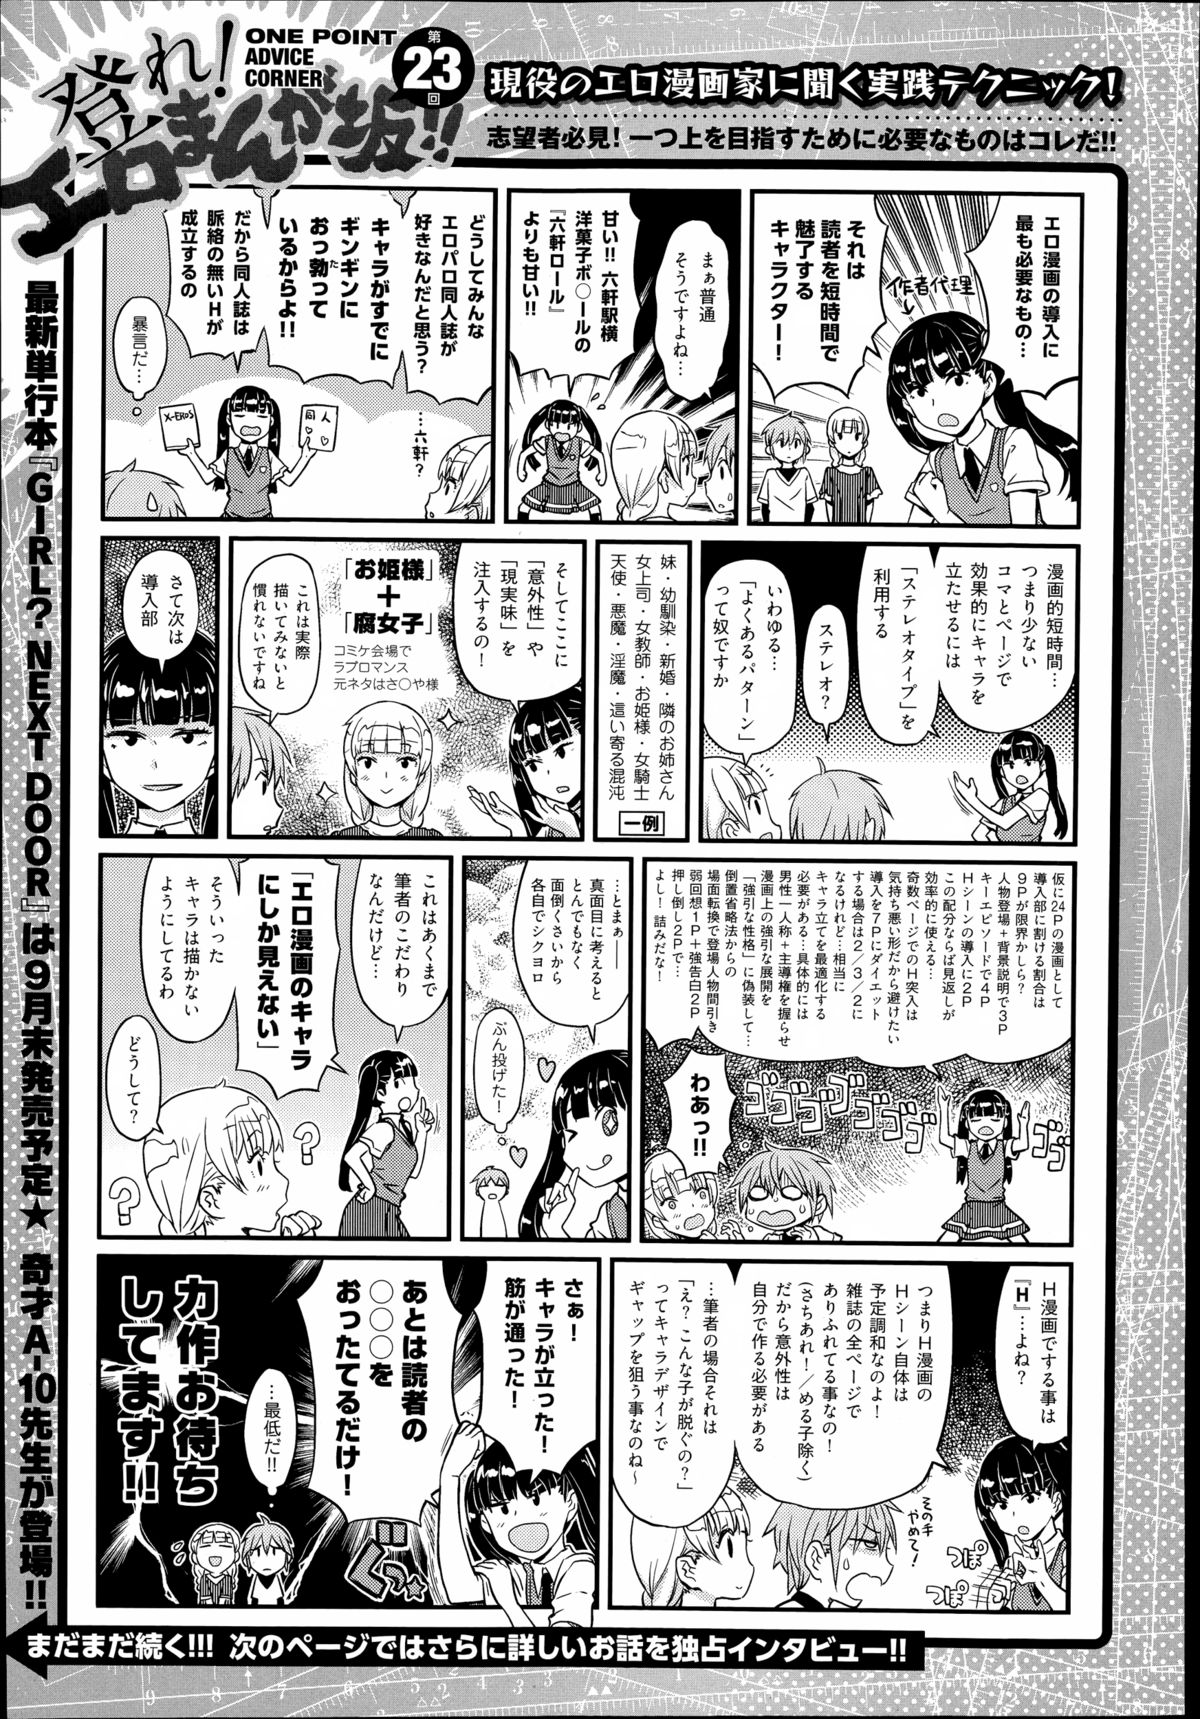 登れ!
エロまんが坂!!
ONE POINT
ADVICE
CORNER
第
23
回
現役のエロ漫画家に聞く実践テクニック!
志望者必見!一つ上を目指すために必要なものはコレだ!!
エロ漫画の導入に
最も必要なもの…
作者代理
それは
読者を短時間で
魅了する
キャラクター!
まぁ普通
そうですよね…
甘い!!六軒駅横
洋菓子ボ○ールの
『六軒ロール』
よりも甘い!!
…六軒?
どうしてみんな
エロパロ同人誌が
好きなんだと思う?
キャラがすでに
ギンギンに
おっ勃って
た
いるからよ!!
だから同人誌は
脈絡の無いHが
成立するの
X-EROS
同人
暴言だ…
漫画的短時間…
つまり少ない
コマとページで
効果的にキャラを
立たせるには
「ステレオタイプ」を
利用する
ステレオ?
いわゆる…
「よくあるパターン」
って奴ですか
妹・幼馴染・新婚・隣のお姉さん
女上司・女教師・お姫様・女騎士
天使・悪魔・淫魔・這い寄る混沌
一例
そしてここに
「意外性」や
「現実味」を
注入するの!
「お姫様」
+
「腐女子」
コミケ会場で
ラブロマンス
元ネタはさ○や様
これは実際
描いてみないと
慣れないですね
さて次は
導入部
仮に24Pの漫画として
導入部に割ける割合は
9Pが限界かしら?
人物登場+背景説明で3P
キーエピソードで4P
Hシーンの導入に2P
この配分ならば見返しが
効率的に使える…
奇数ページでのH突入は
気持ち悪い形だから避けたい
導入を7Pにダイエット
する場合は2/3/2に
なるけれど…相当に
キャラ立てを最適化する
必要がある…具体的には
男性一人称+主導権を握らせ
「強引な性格」に偽装して…
漫画上の強引な展開を
倒置省略法からの
場面転換で登場人物間引き
弱回想1P+強告白2P
押し倒し2Pで…
よし!詰みだな!
ゴゴゴゴゴゴゴゴ
ゴゴ
わあっ!!
…とまぁ──
真面目に考えると
とんでもなく
面倒くさいから
各自でシクヨロ
ぶん投げた!
これはあくまで
筆者のこだわり
なんだけど…
「エロ漫画のキャラ
にしか見えない」
そういった
キャラは描かない
ようにしてるわ
どうして?
H漫画でする事は
『H』…よね?
つまりH漫画の
Hシーン自体は
予定調和なのよ!
雑誌の全ページで
ありふれてる事なの!
(さちあれ!/める子除く)
だから意外性は
自分で作る必要がある
…筆者の場合それは
「え?こんな子が脱ぐの?」
ってキャラデザインで
ギャップを狙う事なのね〜
その手
やめて!
つぽ
つぽ
つぽ
さぁ!
キャラが立った!
筋が通った!
あとは読者の
○○○を
おったてるだけ!
ぐっ
…最低だ!!
力作お待ち
してます!!
最新単行本『GIRL? NEXT DOOR』は9月末発売予定★ 奇才A-10先生が登場!!
まだまだ続く!!! 次のページではさらに詳しいお話を独占インタビュー!!